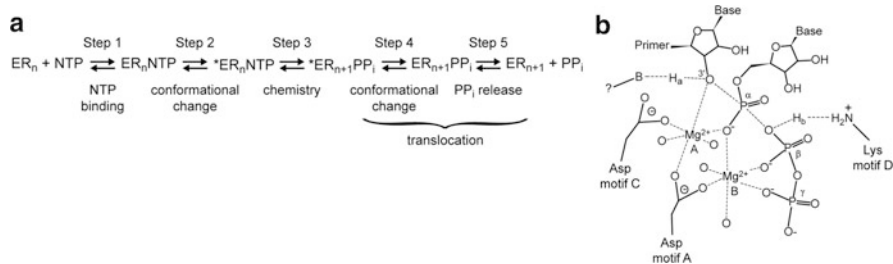 a
Step 1 Step 2 Step 3 Step 4 Step 5
ERn + NTP ERnNTP *ERnNTP *ERn+1PPi ERn+1PPi ERn+1 + PPi
NTP binding
conformational change
chemistry
conformational change
PPi release
translocation
b
Base
Primer
OH
Base
3'
O
? B Ha
O
OH
OH
P α O
Mg2+
A
O-
O
Hb
H2N+
Lys
motif D
Asp
motif C
O
O
O
P β O
O
Mg2+
B
O-
O-
O
P γ O
O-
O
O
Asp
motif A